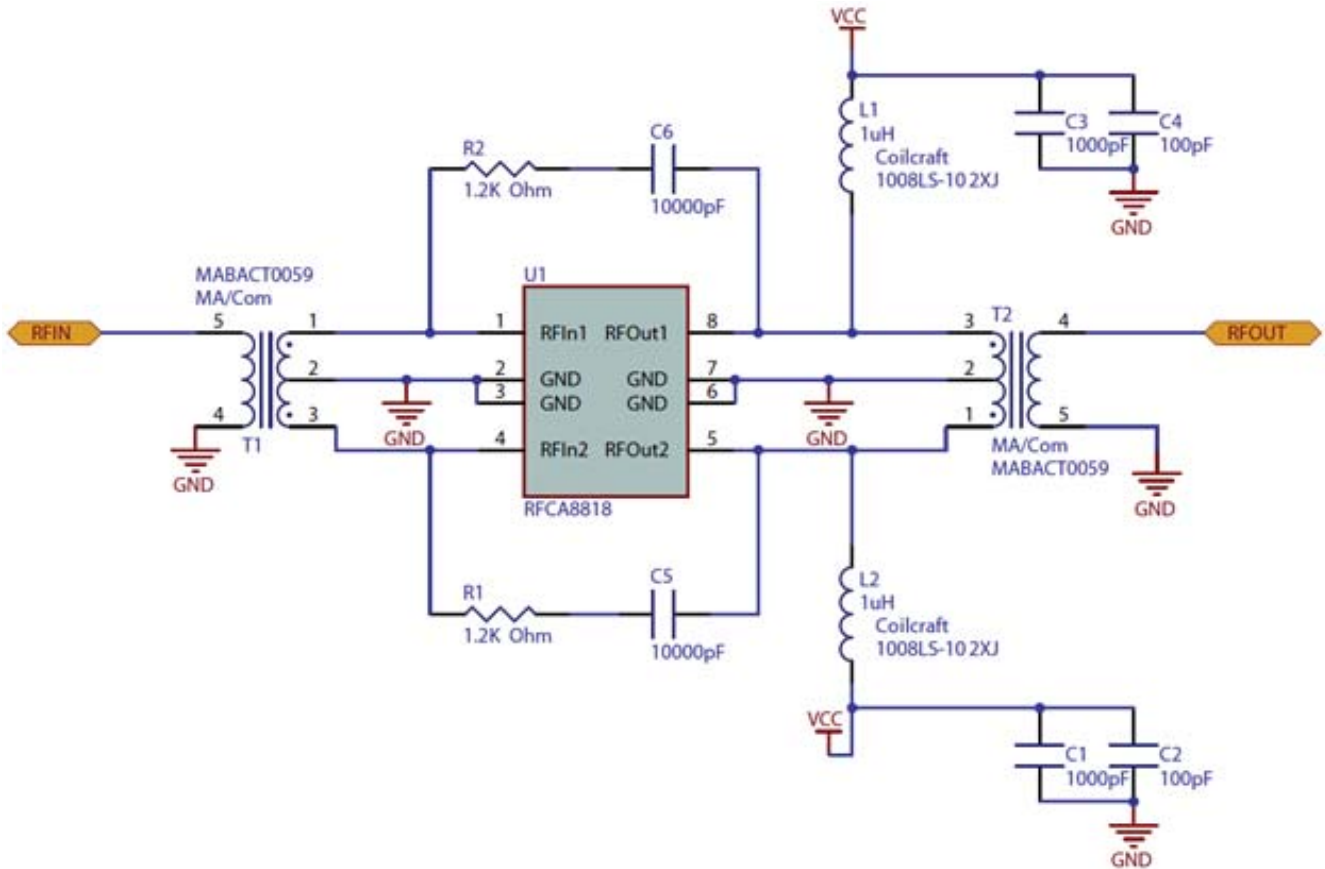 VCC
L1
1uH
Coilcraft
1008LS-10 2XJ
C3
1000pF
C4
100pF
GND
R2
1.2K Ohm
C6
10000pF
MABACT0059
MA/Com
RFIN
5
4
T1
GND
1
2
3
GND
U1
1
2
3
4
RFIn1
GND
GND
RFIn2
RFOut1
GND
GND
RFOut2
8
7
6
5
RFCA8818
GND
T2
3
2
1
4
5
MA/Com
MABACT0059
RFOUT
GND
R1
1.2K Ohm
C5
10000pF
L2
1uH
Coilcraft
1008LS-10 2XJ
VCC
C1
1000pF
C2
100pF
GND